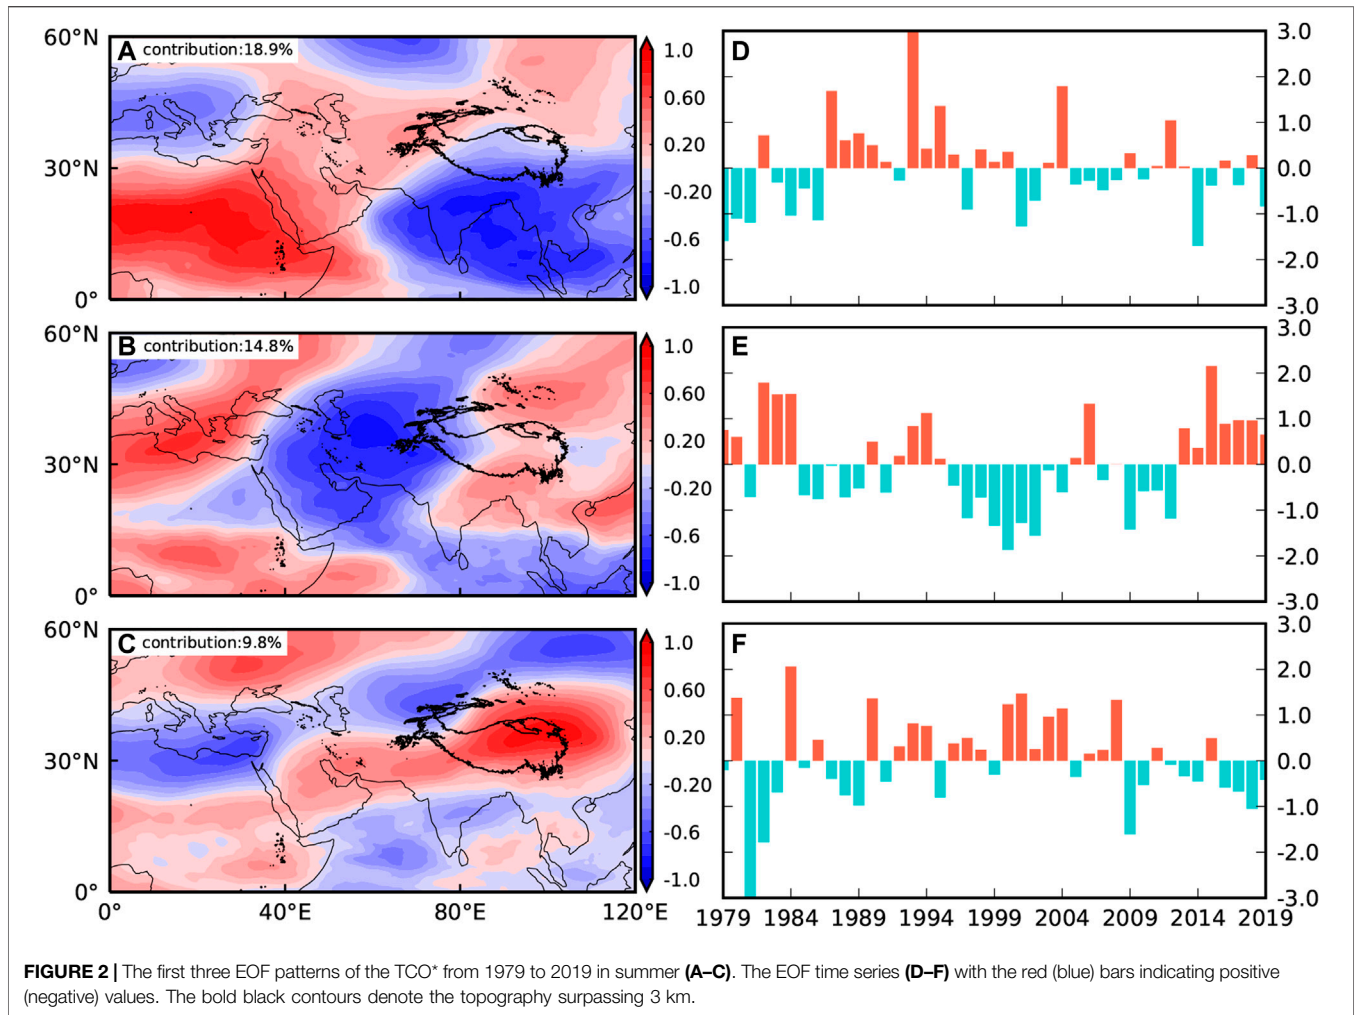 A contribution:18.9%
60°N
30°N
0°
1.0
0.60
0.20
-0.20
-0.6
-1.0
D
3.0
2.0
1.0
0.0
-1.0
-2.0
-3.0
B contribution:14.8%
60°N
30°N
0°
1.0
0.60
0.20
-0.20
-0.6
-1.0
E
3.0
2.0
1.0
0.0
-1.0
-2.0
-3.0
C contribution:9.8%
60°N
30°N
0°
0° 40°E 80°E 120°E
1.0
0.60
0.20
-0.20
-0.6
-1.0
F
3.0
2.0
1.0
0.0
-1.0
-2.0
-3.0
1979 1984 1989 1994 1999 2004 2009 2014 2019
FIGURE 2 | The first three EOF patterns of the TCO* from 1979 to 2019 in summer (A–C). The EOF time series (D–F) with the red (blue) bars indicating positive
(negative) values. The bold black contours denote the topography surpassing 3 km.